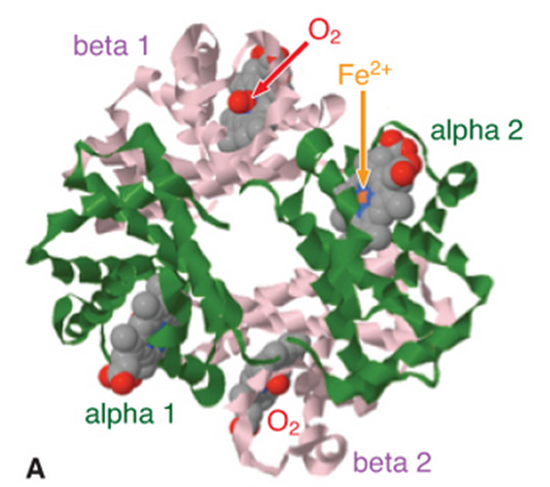 beta 1
O₂
Fe²⁺
alpha 2
alpha 1
O₂
beta 2
A